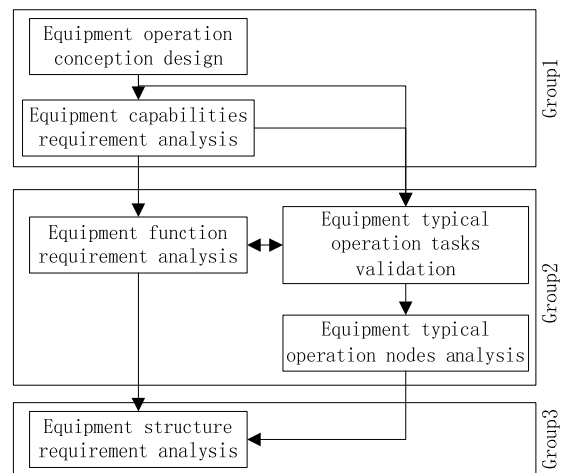 Equipment operation
conception design
Equipment capabilities
requirement analysis
Group1
Equipment function
requirement analysis
Equipment typical
operation tasks
validation
Equipment typical
operation nodes analysis
Group2
Equipment structure
requirement analysis
Group3